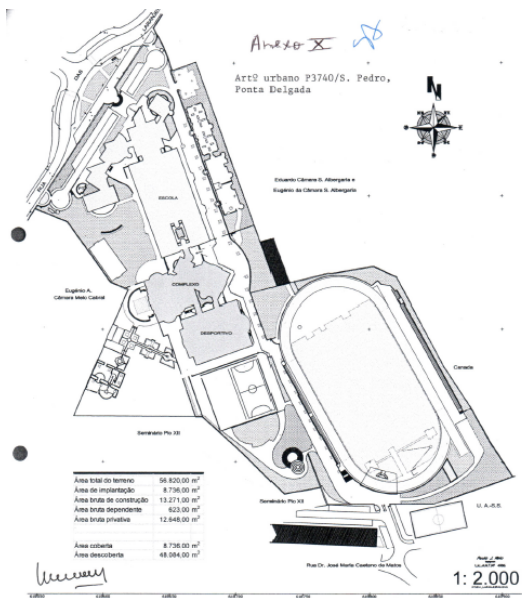 Anexo X
Artº urbano P3740/S. Pedro,
Ponta Delgada
N
E
RUA
DAS
LARANJEIRAS
Eduardo Câmara S. Albergaria e
Eugénio da Câmara S. Albergaria
ESCOLA
COMPLEXO
DESPORTIVO
Eugénio A.
Câmara Melo Cabral
Canada
Seminário Pio XII
Seminário Pio XII
U. A.-B.B.
Área total do terreno 56.820,00 m²
Área de implantação 8.736,00 m²
Área bruta de construção 13.271,00 m²
Área bruta dependente 623,00 m²
Área bruta privativa 12.648,00 m²
Área coberta 8.736,00 m²
Área descoberta 48.084,00 m²
Rua Dr. José Maria Caetano de Matos
1: 2.000